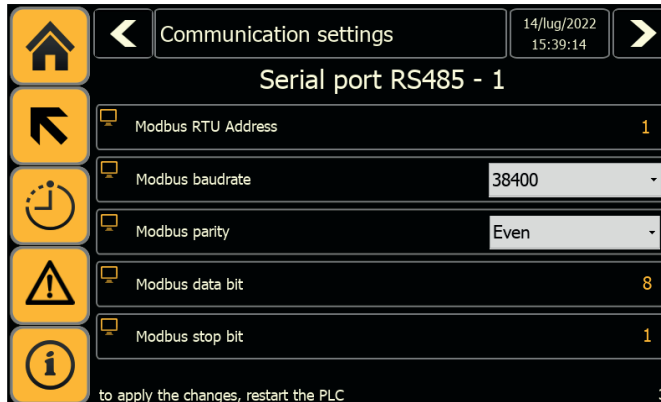 Communication settings
14/lug/2022
15:39:14
Serial port RS485 - 1
Modbus RTU Address 1
Modbus baudrate 38400
Modbus parity Even
Modbus data bit 8
Modbus stop bit 1
to apply the changes, restart the PLC